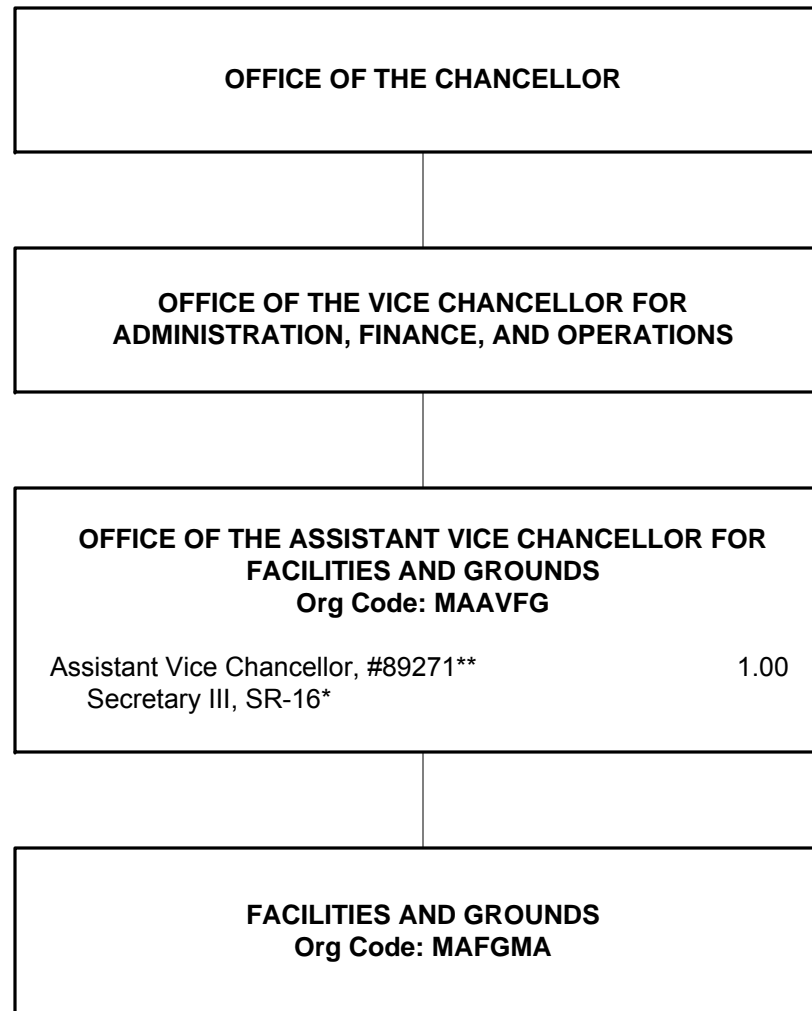 OFFICE OF THE CHANCELLOR
OFFICE OF THE VICE CHANCELLOR FOR
ADMINISTRATION, FINANCE, AND OPERATIONS
OFFICE OF THE ASSISTANT VICE CHANCELLOR FOR
FACILITIES AND GROUNDS
Org Code: MAAVFG
Assistant Vice Chancellor, #89271** 1.00
Secretary III, SR-16*
FACILITIES AND GROUNDS
Org Code: MAFGMA